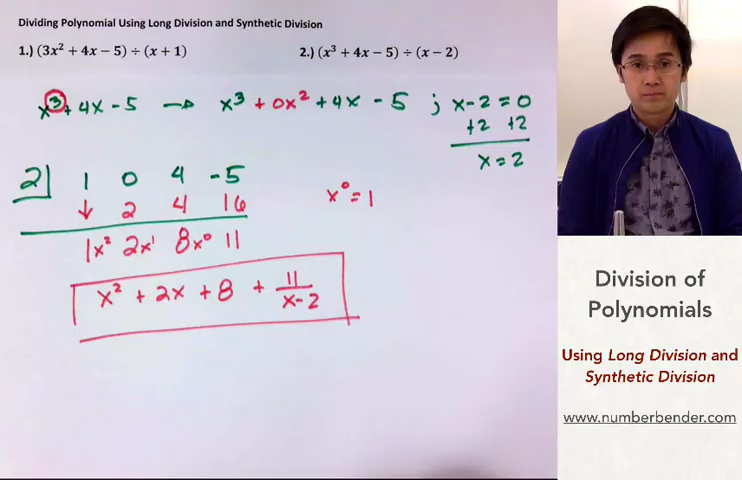 Dividing Polynomial Using Long Division and Synthetic Division
1.) (3x² + 4x − 5) ÷ (x + 1)
2.) (x³ + 4x − 5) ÷ (x − 2)
x³ + 4x - 5 → x³ + 0x² + 4x - 5 ; x - 2 = 0
+2 +2
x = 2
2| 1 0 4 -5
↓ 2 4 16
1x² 2x¹ 8x⁰ 11
x⁰ = 1
x² + 2x + 8 + 11/(x-2)
Division of
Polynomials
Using Long Division and
Synthetic Division
www.numberbender.com